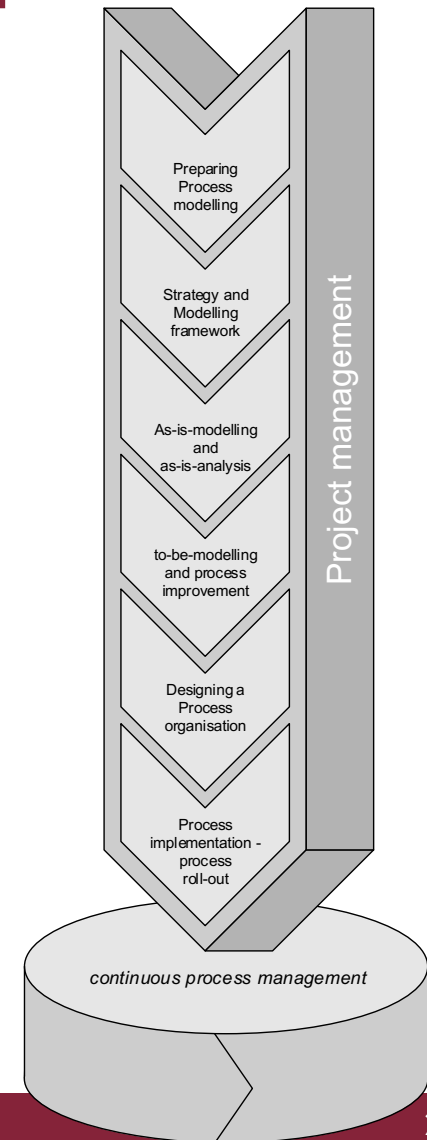 Preparing
Process
modelling
Strategy and
Modelling
framework
As-is-modelling
and
as-is-analysis
to-be-modelling
and process
improvement
Designing a
Process
organisation
Process
implementation -
process
roll-out
Project management
continuous process management